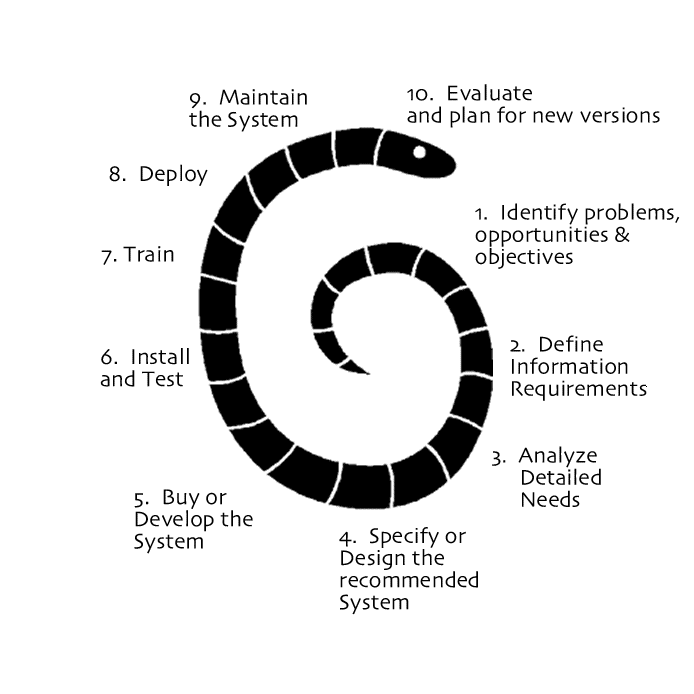 1. Identify problems,
opportunities &
objectives
2. Define
Information
Requirements
3. Analyze
Detailed
Needs
4. Specify or
Design the
recommended
System
5. Buy or
Develop the
System
6. Install
and Test
7. Train
8. Deploy
9. Maintain
the System
10. Evaluate
and plan for new versions